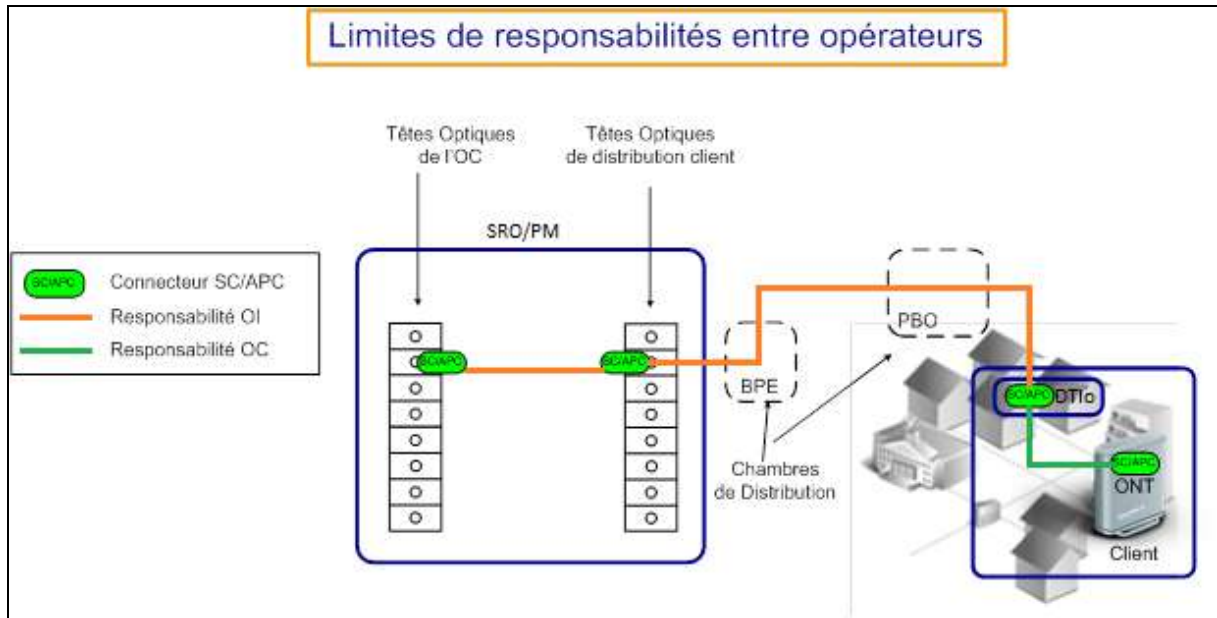 Limites de responsabilités entre opérateurs
Têtes Optiques
de l'OC
Têtes Optiques
de distribution client
SRO/PM
SC/APC Connecteur SC/APC
Responsabilité OI
Responsabilité OC
SC/APC
SC/APC
BPE
PBO
Chambres
de Distribution
SC/APC DTIo
SC/APC
ONT
Client